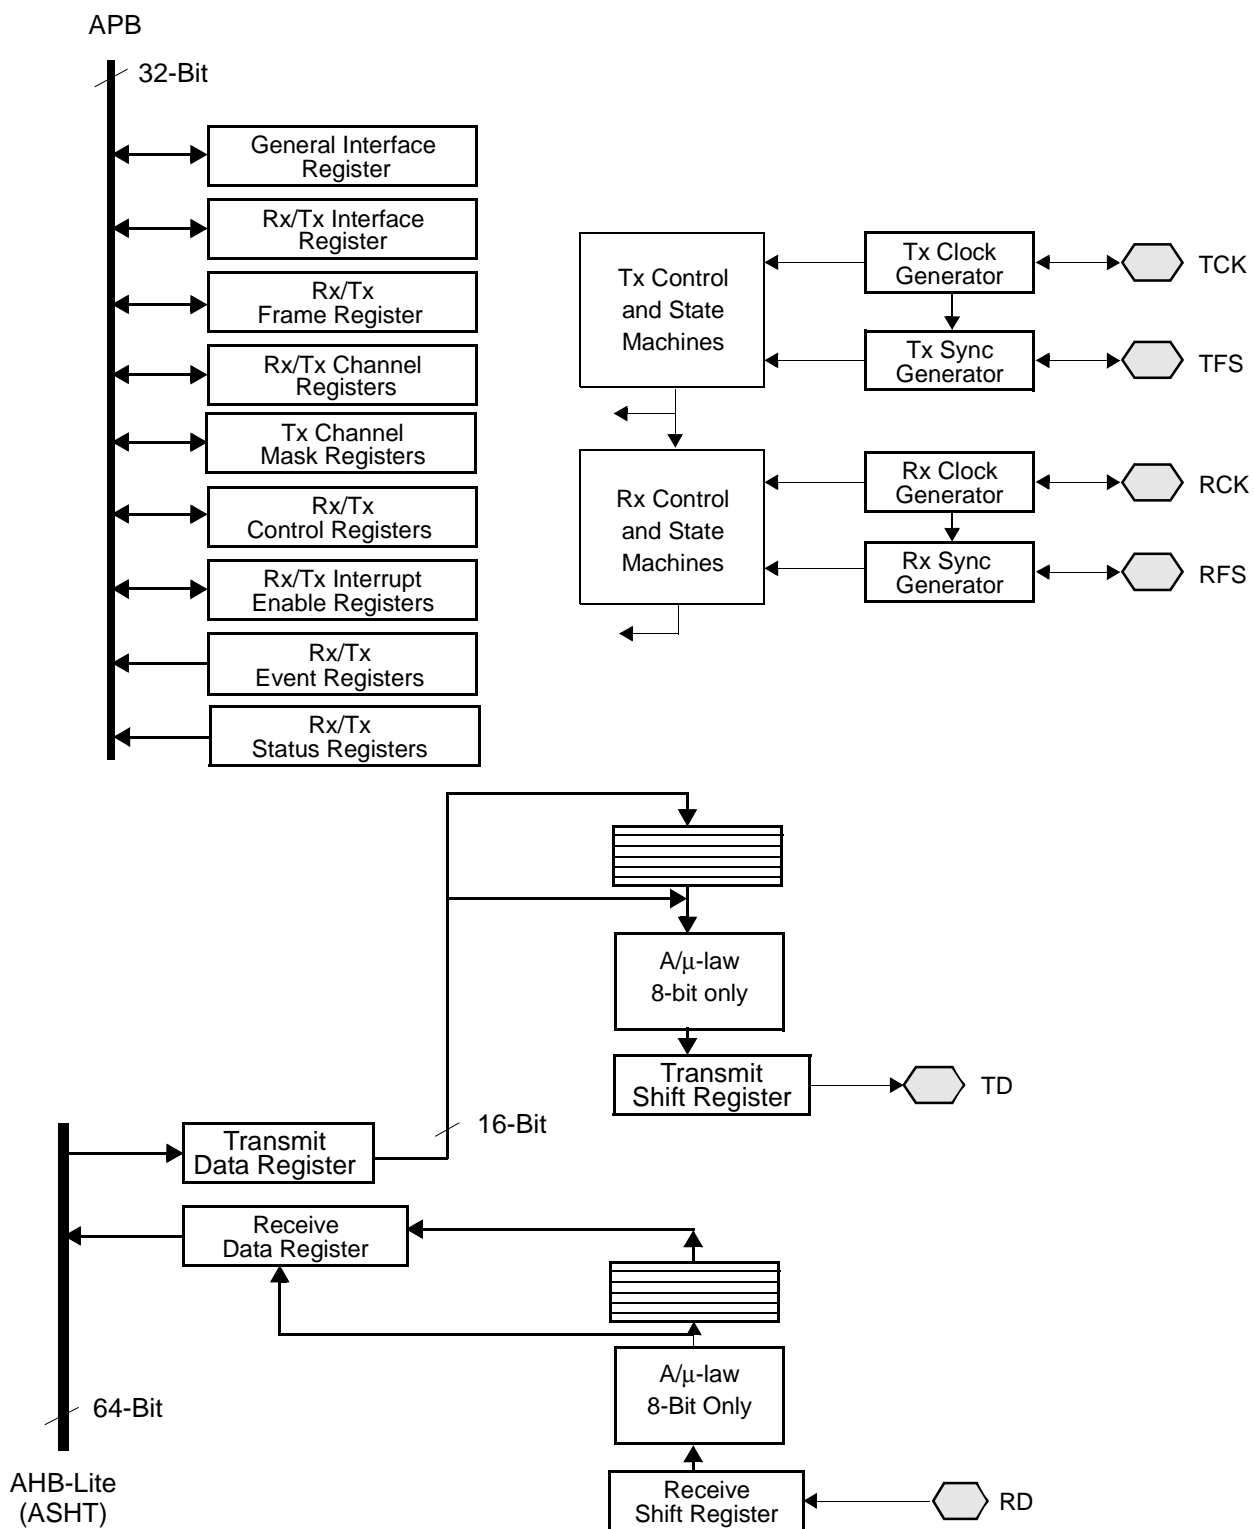 APB
32-Bit
General Interface
Register
Rx/Tx Interface
Register
Rx/Tx
Frame Register
Rx/Tx Channel
Registers
Tx Channel
Mask Registers
Rx/Tx
Control Registers
Rx/Tx Interrupt
Enable Registers
Rx/Tx
Event Registers
Rx/Tx
Status Registers
Tx Control
and State
Machines
Tx Clock
Generator
TCK
Tx Sync
Generator
TFS
Rx Control
and State
Machines
Rx Clock
Generator
RCK
Rx Sync
Generator
RFS
A/μ-law
8-bit only
Transmit
Shift Register
TD
16-Bit
Transmit
Data Register
Receive
Data Register
A/μ-law
8-Bit Only
64-Bit
AHB-Lite
(ASHT)
Receive
Shift Register
RD